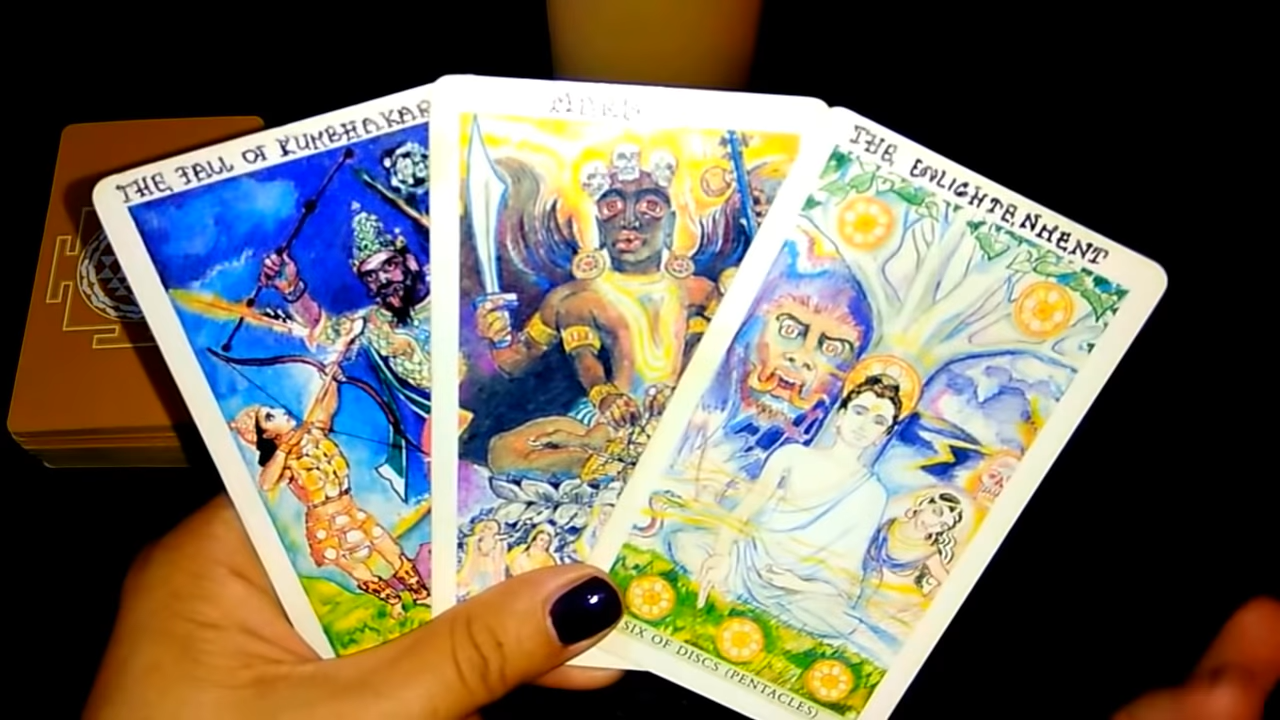 THE FALL OF KUMBHAKAR
THE ENLIGHTENMENT
SIX OF DISCS (PENTACLES)